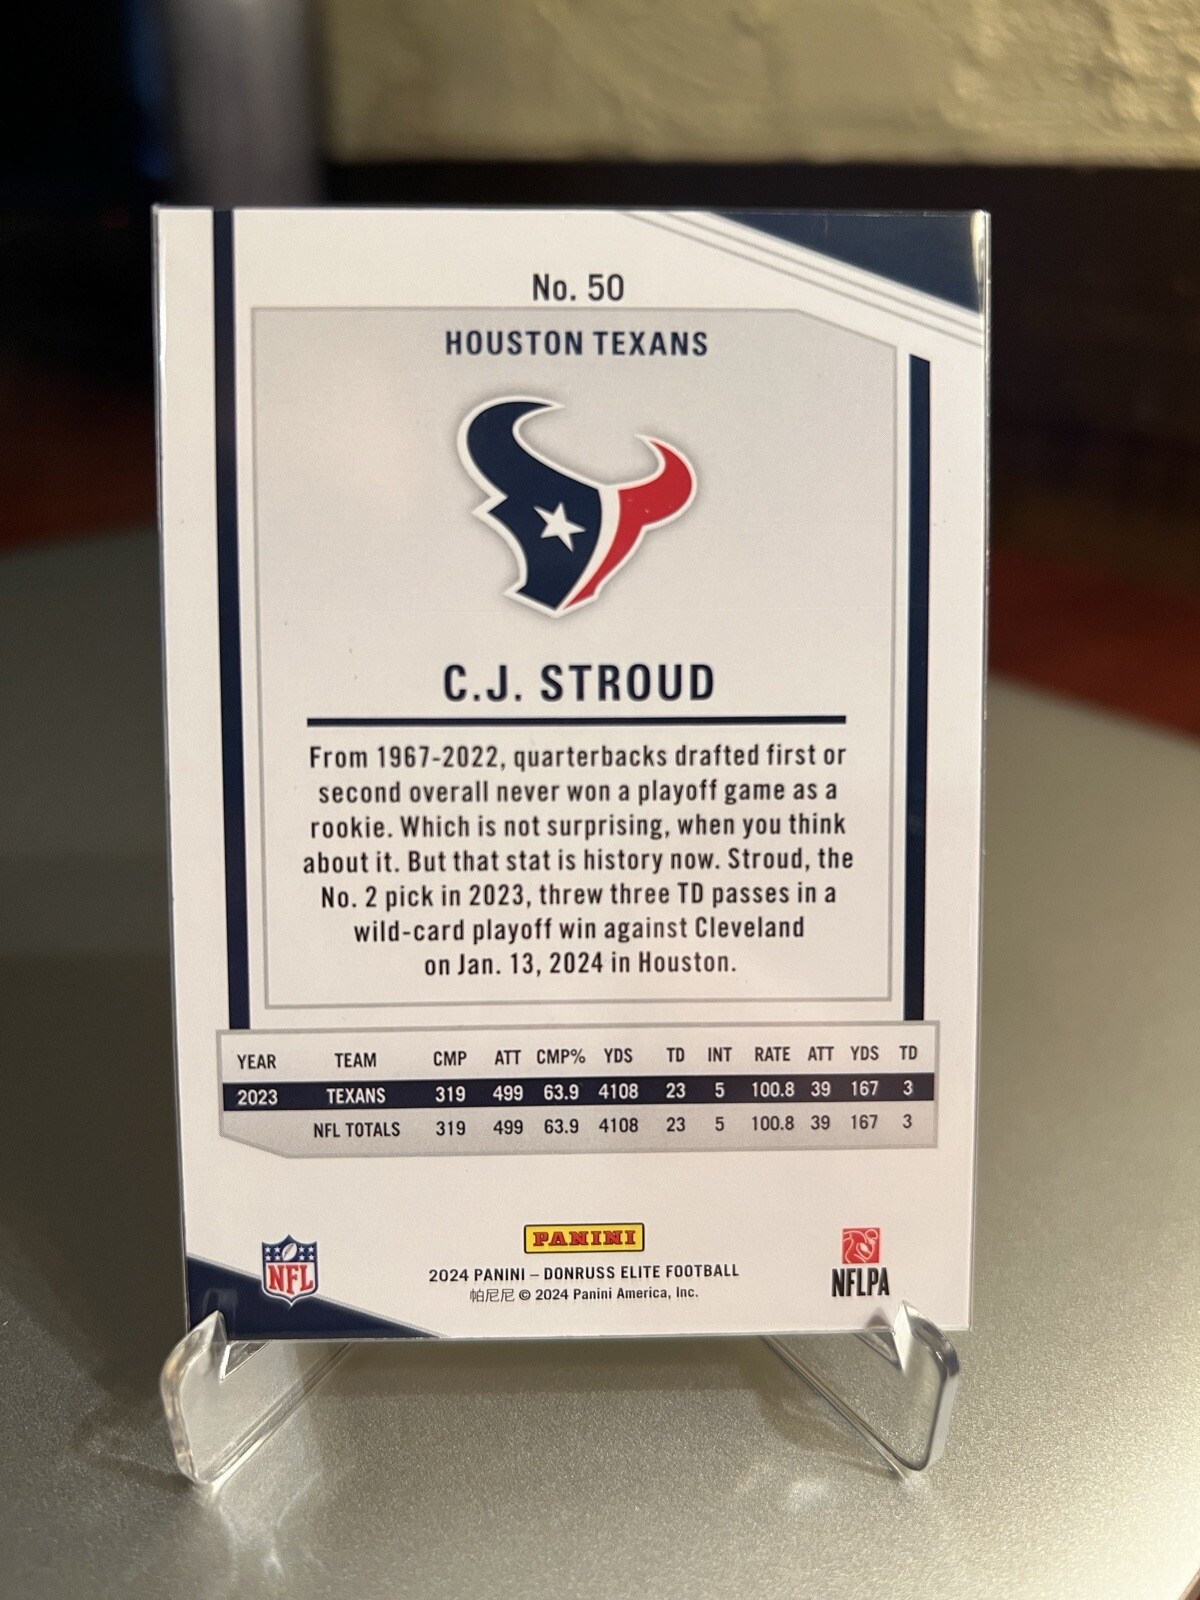 No. 50
HOUSTON TEXANS
C.J. STROUD
From 1967-2022, quarterbacks drafted first or
second overall never won a playoff game as a
rookie. Which is not surprising, when you think
about it. But that stat is history now. Stroud, the
No. 2 pick in 2023, threw three TD passes in a
wild-card playoff win against Cleveland
on Jan. 13, 2024 in Houston.
YEAR TEAM CMP ATT CMP% YDS TD INT RATE ATT YDS TD
2023 TEXANS 319 499 63.9 4108 23 5 100.8 39 167 3
NFL TOTALS 319 499 63.9 4108 23 5 100.8 39 167 3
NFL
PANINI
2024 PANINI – DONRUSS ELITE FOOTBALL
帕尼尼 © 2024 Panini America, Inc.
NFLPA